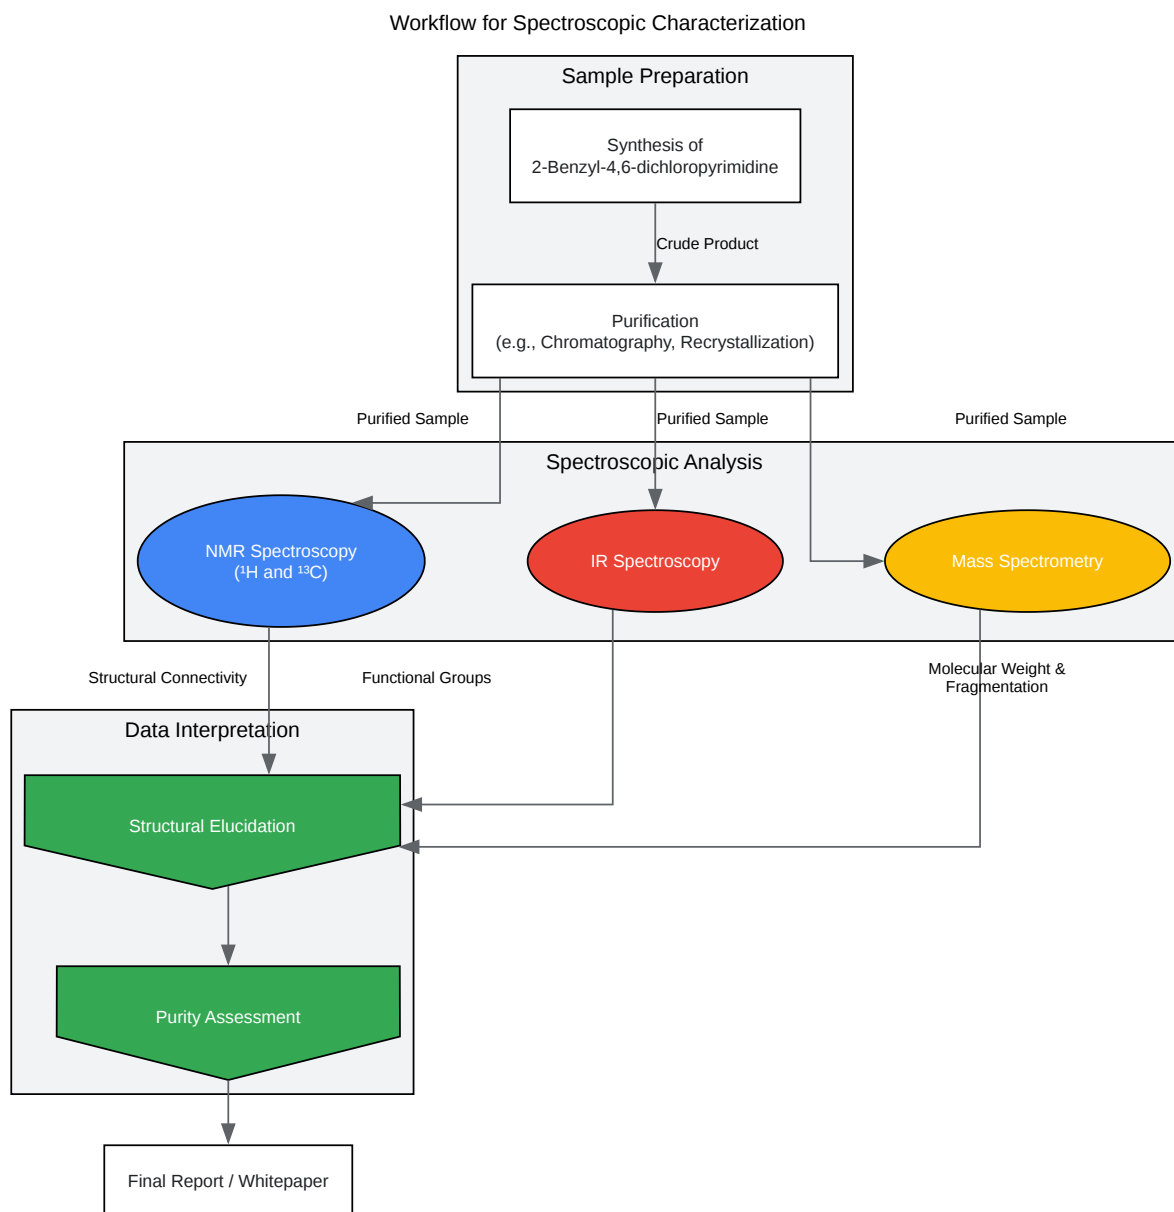 Workflow for Spectroscopic Characterization
Sample Preparation
Synthesis of
2-Benzyl-4,6-dichloropyrimidine
Crude Product
Purification
(e.g., Chromatography, Recrystallization)
Purified Sample
Purified Sample
Purified Sample
Spectroscopic Analysis
NMR Spectroscopy
(¹H and ¹³C)
IR Spectroscopy
Mass Spectrometry
Structural Connectivity
Functional Groups
Molecular Weight &
Fragmentation
Data Interpretation
Structural Elucidation
Purity Assessment
Final Report / Whitepaper